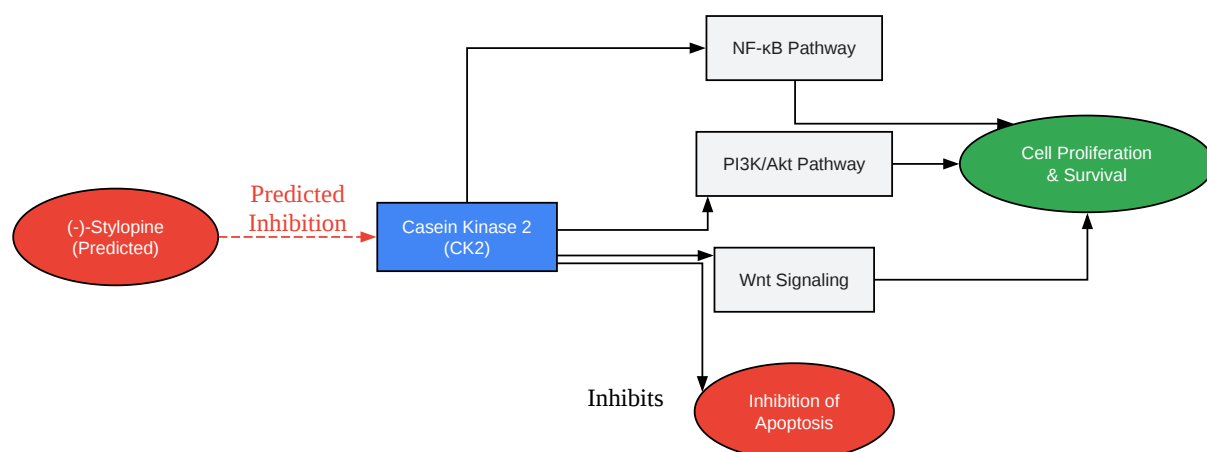 NF-κB Pathway
PI3K/Akt Pathway
Cell Proliferation
& Survival
Predicted
Inhibition
(-)-Stylopine
(Predicted)
Casein Kinase 2
(CK2)
Wnt Signaling
Inhibits
Inhibition of
Apoptosis